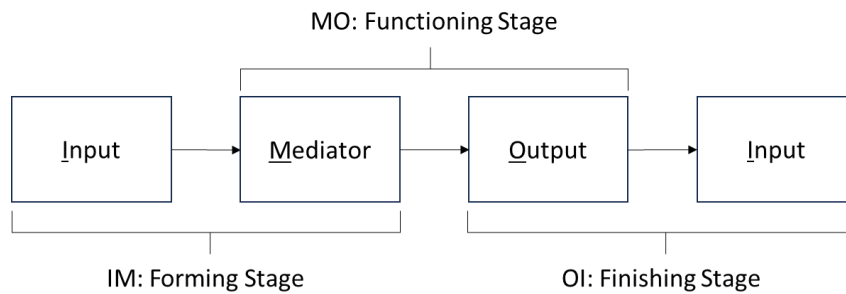 MO: Functioning Stage
Input
Mediator
Output
Input
IM: Forming Stage
OI: Finishing Stage